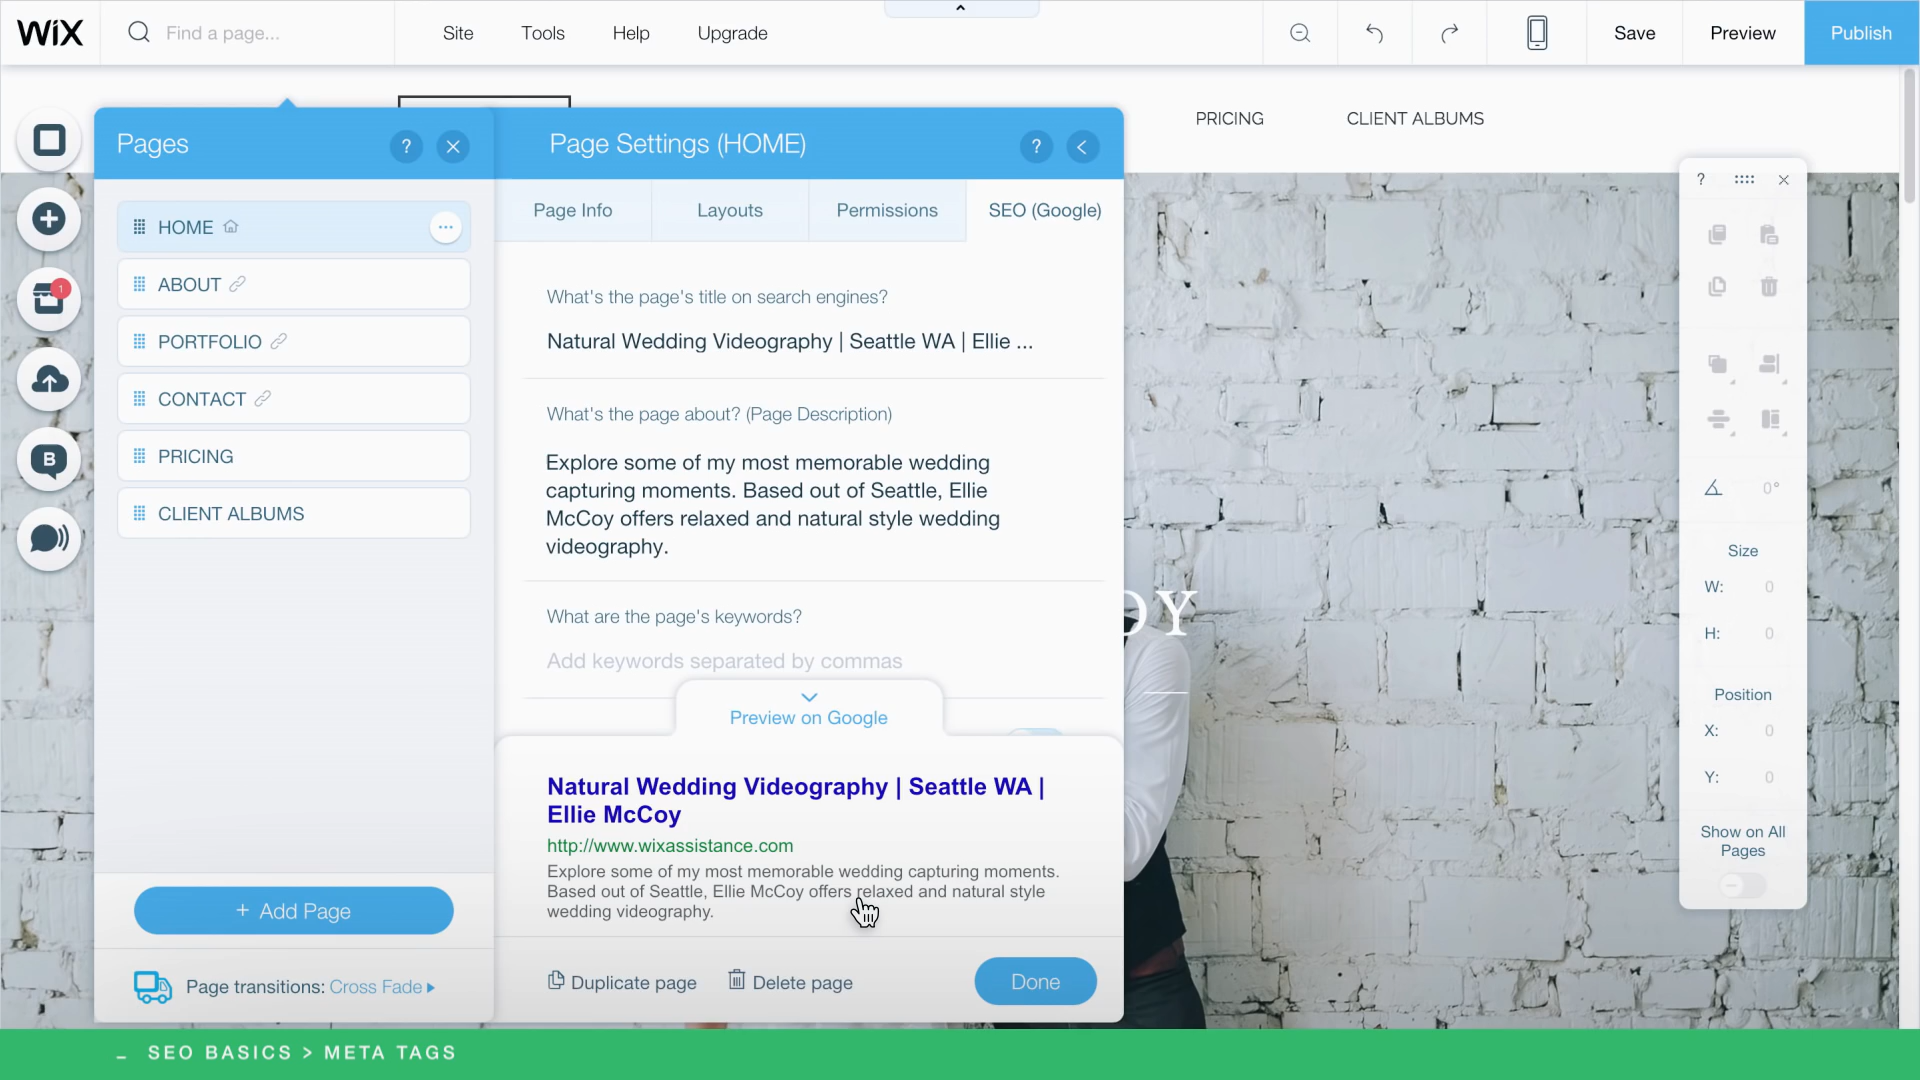 WiX
Find a page...
Site
Tools
Help
Upgrade
Save
Preview
Publish
PRICING
CLIENT ALBUMS
Pages
?
Page Settings (HOME)
?
Page Info
Layouts
Permissions
SEO (Google)
HOME
ABOUT
PORTFOLIO
CONTACT
PRICING
CLIENT ALBUMS
1
B
What's the page's title on search engines?
Natural Wedding Videography | Seattle WA | Ellie ...
What's the page about? (Page Description)
Explore some of my most memorable wedding
capturing moments. Based out of Seattle, Ellie
McCoy offers relaxed and natural style wedding
videography.
What are the page's keywords?
Add keywords separated by commas
Preview on Google
Natural Wedding Videography | Seattle WA |
Ellie McCoy
http://www.wixassistance.com
Explore some of my most memorable wedding capturing moments.
Based out of Seattle, Ellie McCoy offers relaxed and natural style
wedding videography.
+ Add Page
Page transitions: Cross Fade
Duplicate page
Delete page
Done
OY
?
0°
Size
W: 0
H: 0
Position
X: 0
Y: 0
Show on All
Pages
_ SEO BASICS > META TAGS